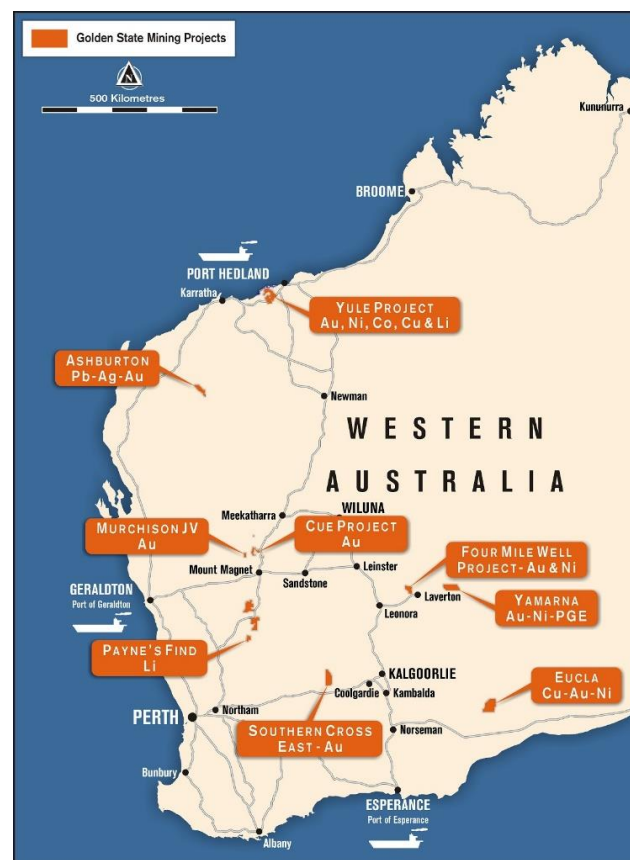 Golden State Mining Projects
N
500 Kilometres
Kununurra
BROOME
PORT HEDLAND
Karratha
YULE PROJECT
Au, Ni, Co, Cu & Li
ASHBURTON
Pb-Ag-Au
Newman
WESTERN
AUSTRALIA
Meekatharra
WILUNA
MURCHISON JV
Au
CUE PROJECT
Au
FOUR MILE WELL
PROJECT - Au & Ni
Mount Magnet
Sandstone
Leinster
GERALDTON
Port of Geraldton
Laverton
YAMARNA
Au-Ni-PGE
Leonora
PAYNE'S FIND
Li
KALGOORLIE
Coolgardie
Kambalda
EUCLA
Cu-Au-Ni
Northam
PERTH
SOUTHERN CROSS
EAST - Au
Norseman
Bunbury
ESPERANCE
Port of Esperance
Albany